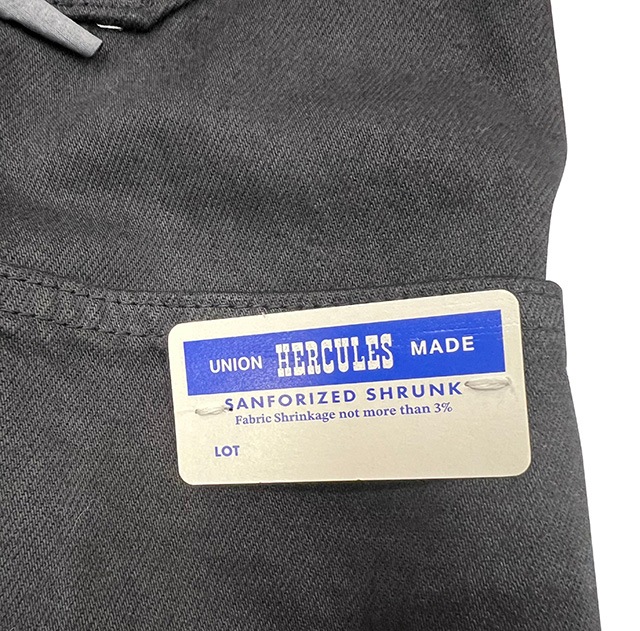 UNION HERCULES MADE
SANFORIZED SHRUNK
Fabric Shrinkage not more than 3%
LOT